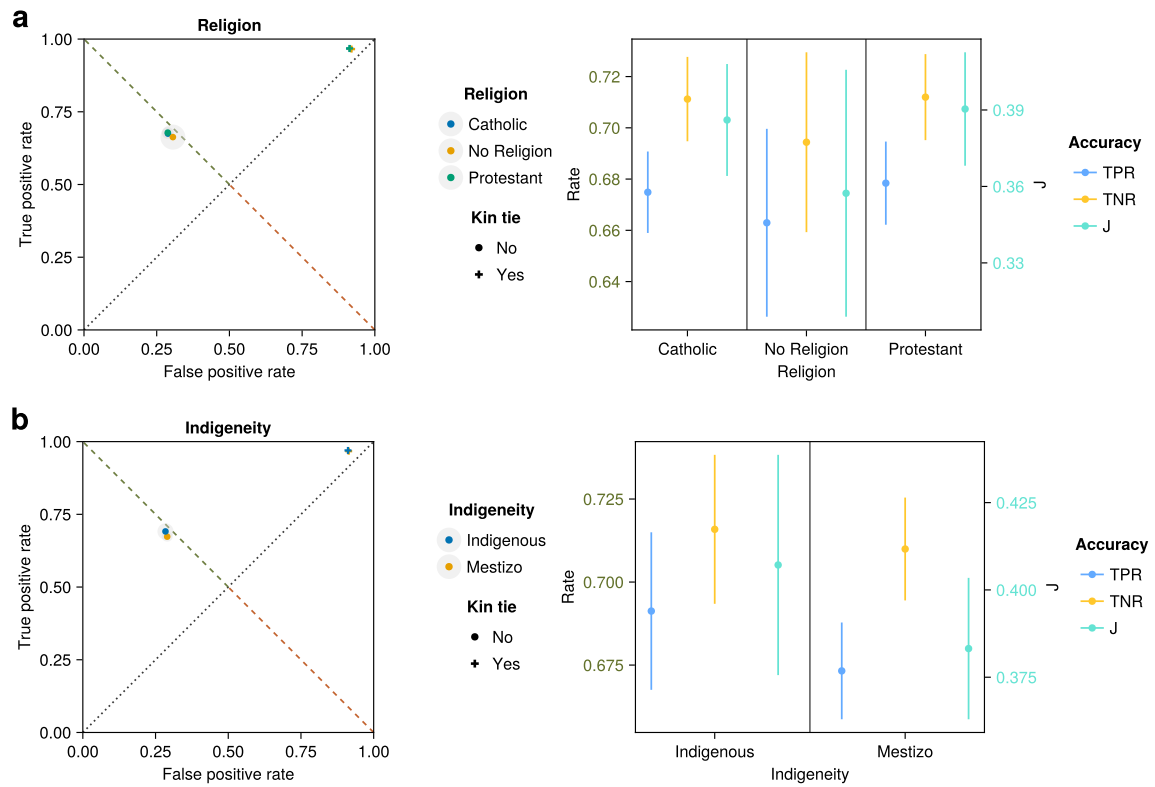 a
Religion
True positive rate
1.00
0.75
0.50
0.25
0.00
0.00 0.25 0.50 0.75 1.00
False positive rate
Religion
Catholic
No Religion
Protestant
Kin tie
No
Yes
Rate
0.72
0.70
0.68
0.66
0.64
0.39
0.36
0.33
J
Catholic No Religion Protestant
Religion
Accuracy
TPR
TNR
J
b
Indigeneity
True positive rate
1.00
0.75
0.50
0.25
0.00
0.00 0.25 0.50 0.75 1.00
False positive rate
Indigeneity
Indigenous
Mestizo
Kin tie
No
Yes
Rate
0.725
0.700
0.675
0.425
0.400
0.375
J
Indigenous Mestizo
Indigeneity
Accuracy
TPR
TNR
J